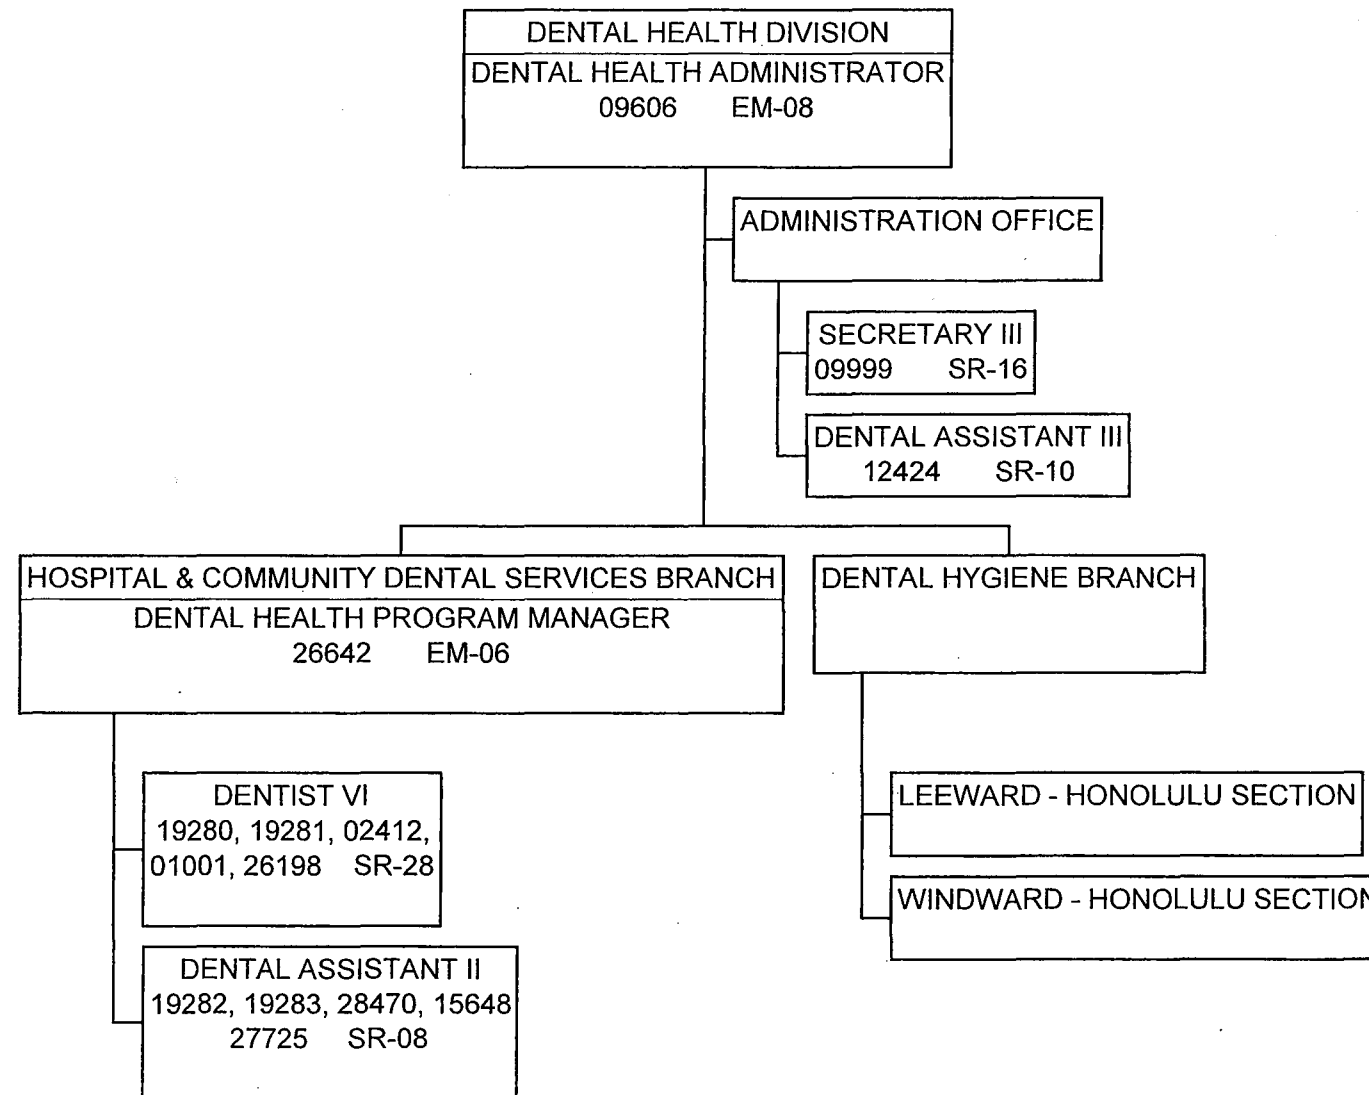 DENTAL HEALTH DIVISION
DENTAL HEALTH ADMINISTRATOR
09606 EM-08
ADMINISTRATION OFFICE
SECRETARY III
09999 SR-16
DENTAL ASSISTANT III
12424 SR-10
HOSPITAL & COMMUNITY DENTAL SERVICES BRANCH
DENTAL HEALTH PROGRAM MANAGER
26642 EM-06
DENTIST VI
19280, 19281, 02412,
01001, 26198 SR-28
DENTAL ASSISTANT II
19282, 19283, 28470, 15648
27725 SR-08
DENTAL HYGIENE BRANCH
LEEWARD - HONOLULU SECTION
WINDWARD - HONOLULU SECTION